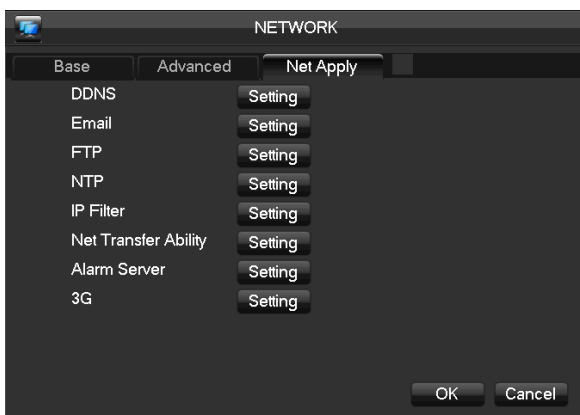 NETWORK
Base Advanced Net Apply
DDNS Setting
Email Setting
FTP Setting
NTP Setting
IP Filter Setting
Net Transfer Ability Setting
Alarm Server Setting
3G Setting
OK Cancel